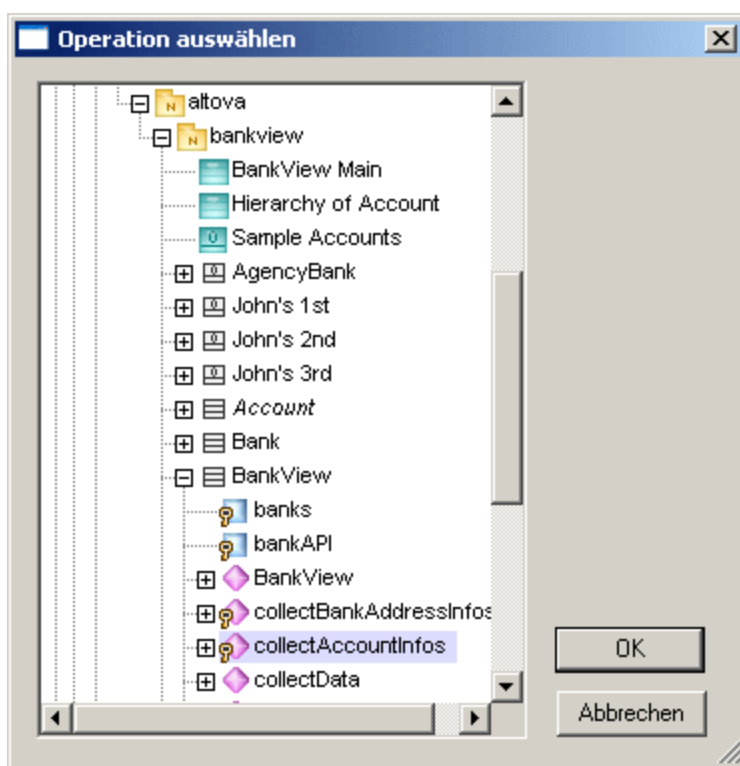 Operation auswählen
altova
bankview
BankView Main
Hierarchy of Account
Sample Accounts
AgencyBank
John's 1st
John's 2nd
John's 3rd
Account
Bank
BankView
banks
bankAPI
BankView
collectBankAddressInfos
collectAccountInfos
collectData
OK
Abbrechen